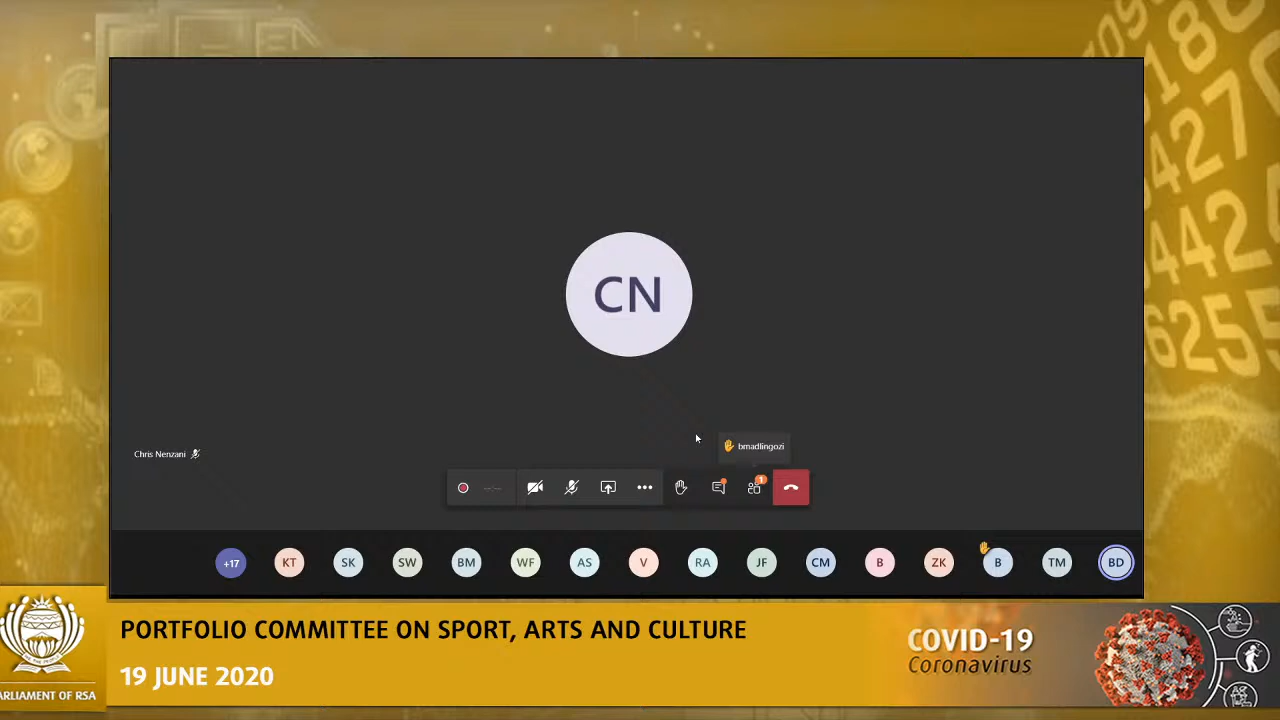 CN
Chris Nenzani
bmadlingozi
1
+17
KT
SK
SW
BM
WF
AS
V
RA
JF
CM
B
ZK
B
TM
BD
PORTFOLIO COMMITTEE ON SPORT, ARTS AND CULTURE
19 JUNE 2020
COVID-19
Coronavirus
ARLIAMENT OF RSA